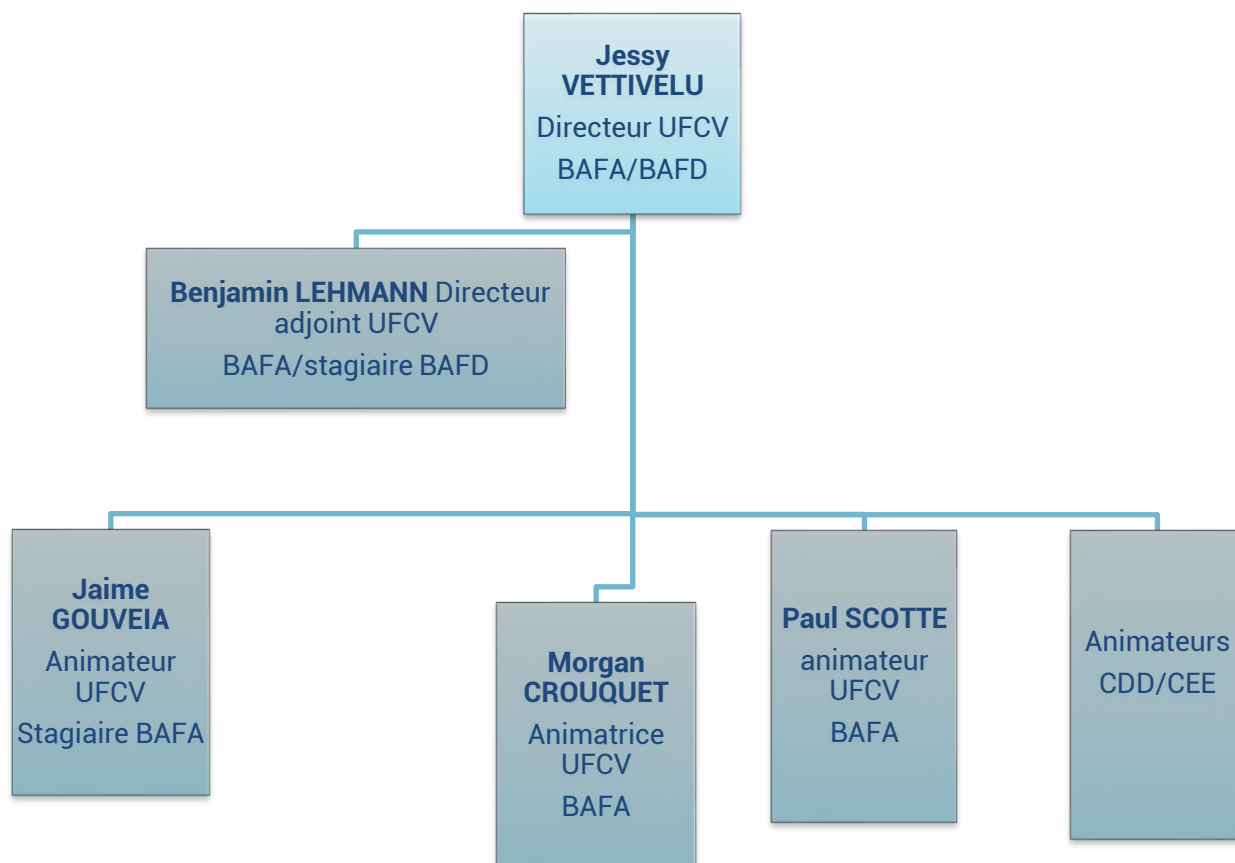 Jessy
VETTIVELU
Directeur UFCV
BAFA/BAFD
Benjamin LEHMANN Directeur
adjoint UFCV
BAFA/stagiaire BAFD
Jaime
GOUVEIA
Animateur
UFCV
Stagiaire BAFA
Morgan
CROUQUET
Animatrice
UFCV
BAFA
Paul SCOTTE
animateur
UFCV
BAFA
Animateurs
CDD/CEE